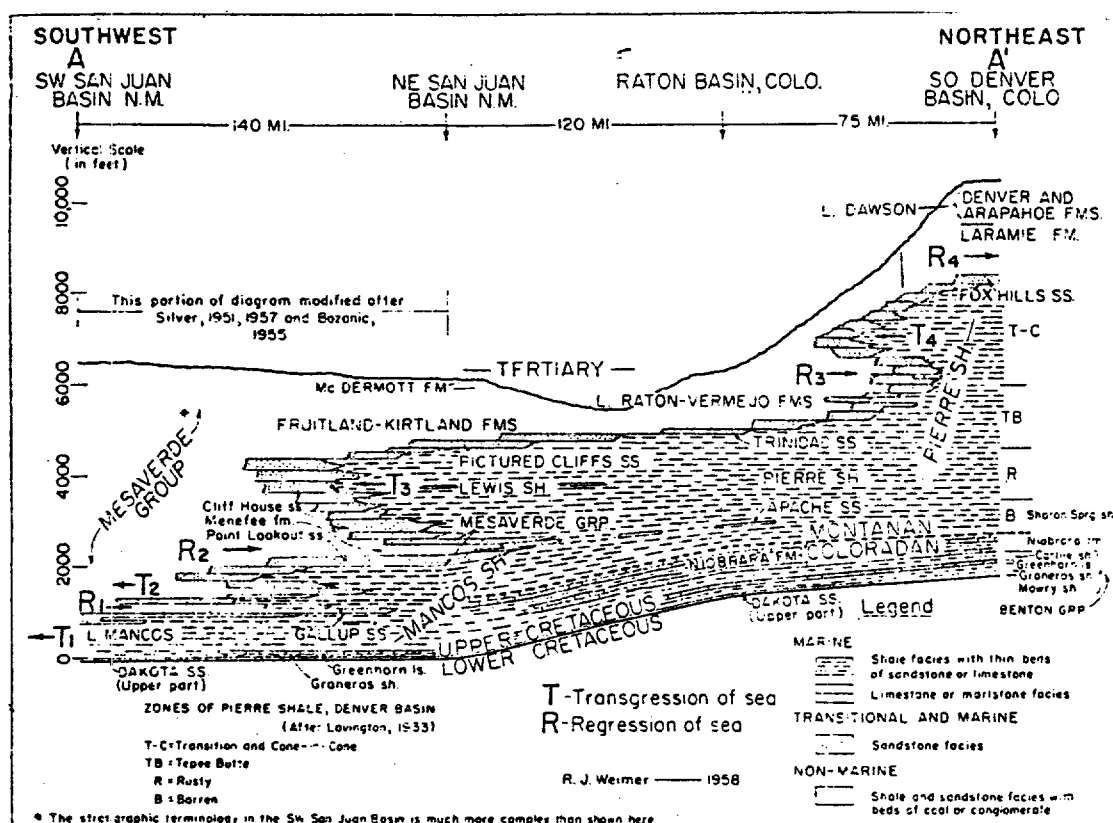 SOUTHWEST
A
SW SAN JUAN
BASIN N.M.
NE SAN JUAN
BASIN N.M.
RATON BASIN, COLO.
NORTHEAST
A'
SO DENVER
BASIN, COLO
140 MI.
120 MI
75 MI.
Vertical Scale
(in feet)
10,000
8000
6000
4000
2000
0
L. DAWSON
DENVER AND
ARAPAHOE FMS.
LARAMIE FM.
R4
This portion of diagram modified after
Silver, 1951, 1957 and Bozanic,
1955
FOX HILLS SS.
T4
T-C
TERTIARY
Mc DERMOTT FM
R3
L. RATON-VERMEJO FMS
PIERRE SH.
TB
FRUITLAND-KIRTLAND FMS
TRINIDAD SS.
* MESAVERDE
GROUP
PICTURED CLIFFS SS
T3
LEWIS SH.
PIERRE SH
R
Cliff House ss
Menefee fm.
Point Lookout ss
MESAVERDE GRP.
APACHE SS.
B
Sharon Sprg sh
R2
MONTANAN
COLORADAN
Niobrara fm
Carlile sh
Greenhorn ls
Graneros sh
Mowry sh
BENTON GRP
NIOBRARA FM
T2
R1
MANCOS SH
T1
L. MANCOS
GALLUP SS
UPPER CRETACEOUS
LOWER CRETACEOUS
DAKOTA SS.
(Upper part)
DAKOTA SS
(Upper part)
Greenhorn ls.
Graneros sh.
Legend
MARINE
Shale facies with thin beds
of sandstone or limestone
Limestone or marlstone facies
TRANSITIONAL AND MARINE
Sandstone facies
NON-MARINE
Shale and sandstone facies with
beds of coal or conglomerate
T-Transgression of sea
R-Regression of sea
ZONES OF PIERRE SHALE, DENVER BASIN
(After Lavington, 1933)
T-C = Transition and Cone-in-Cone
TB = Tepee Butte
R = Rusty
B = Barren
R. J. Weimer — 1958
* The stratigraphic terminology in the SW San Juan Basin is much more complex than shown here